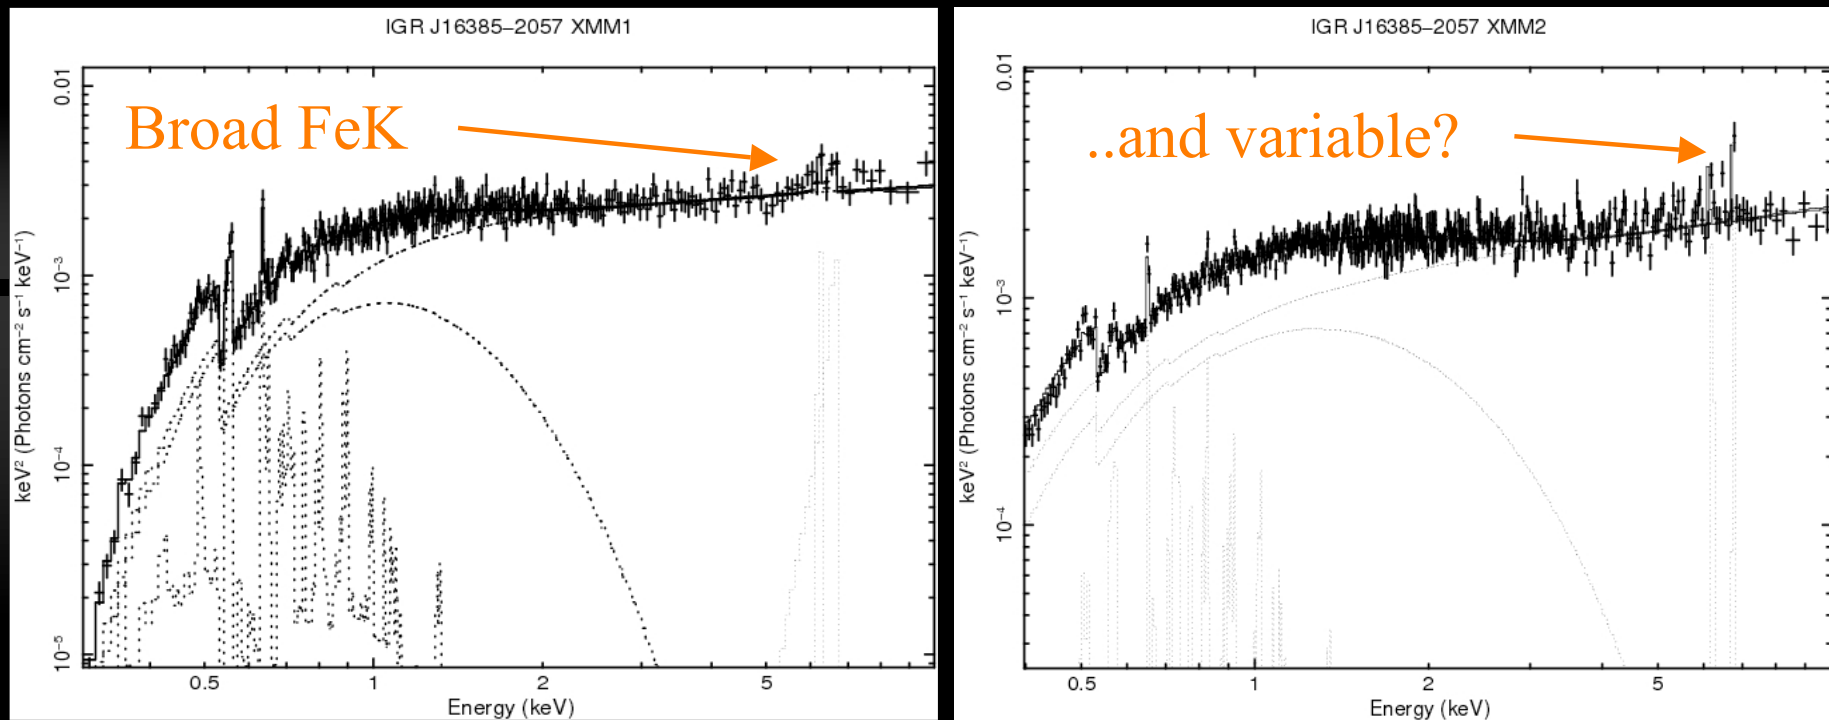 IGR J16385–2057 XMM1
0.01
10⁻³
10⁻⁴
10⁻⁵
keV² (Photons cm⁻² s⁻¹ keV⁻¹)
Broad FeK
0.5 1 2 5
Energy (keV)
IGR J16385–2057 XMM2
0.01
10⁻³
10⁻⁴
keV² (Photons cm⁻² s⁻¹ keV⁻¹)
..and variable?
0.5 1 2 5
Energy (keV)